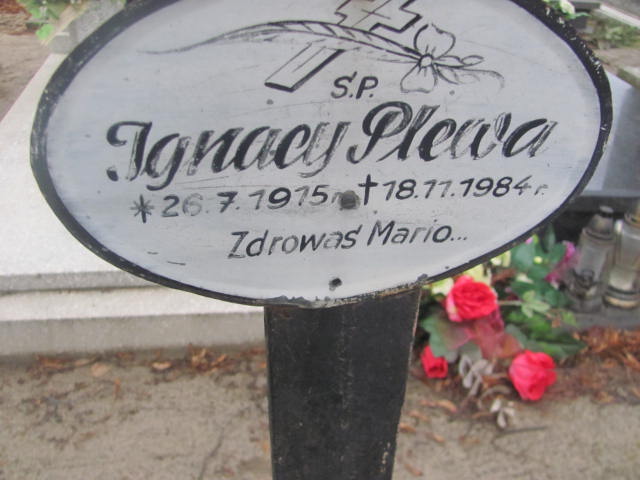 Ś.P.
Ignacy Plewa
* 26.7.1915r. † 18.11.1984r.
Zdrowaś Mario...